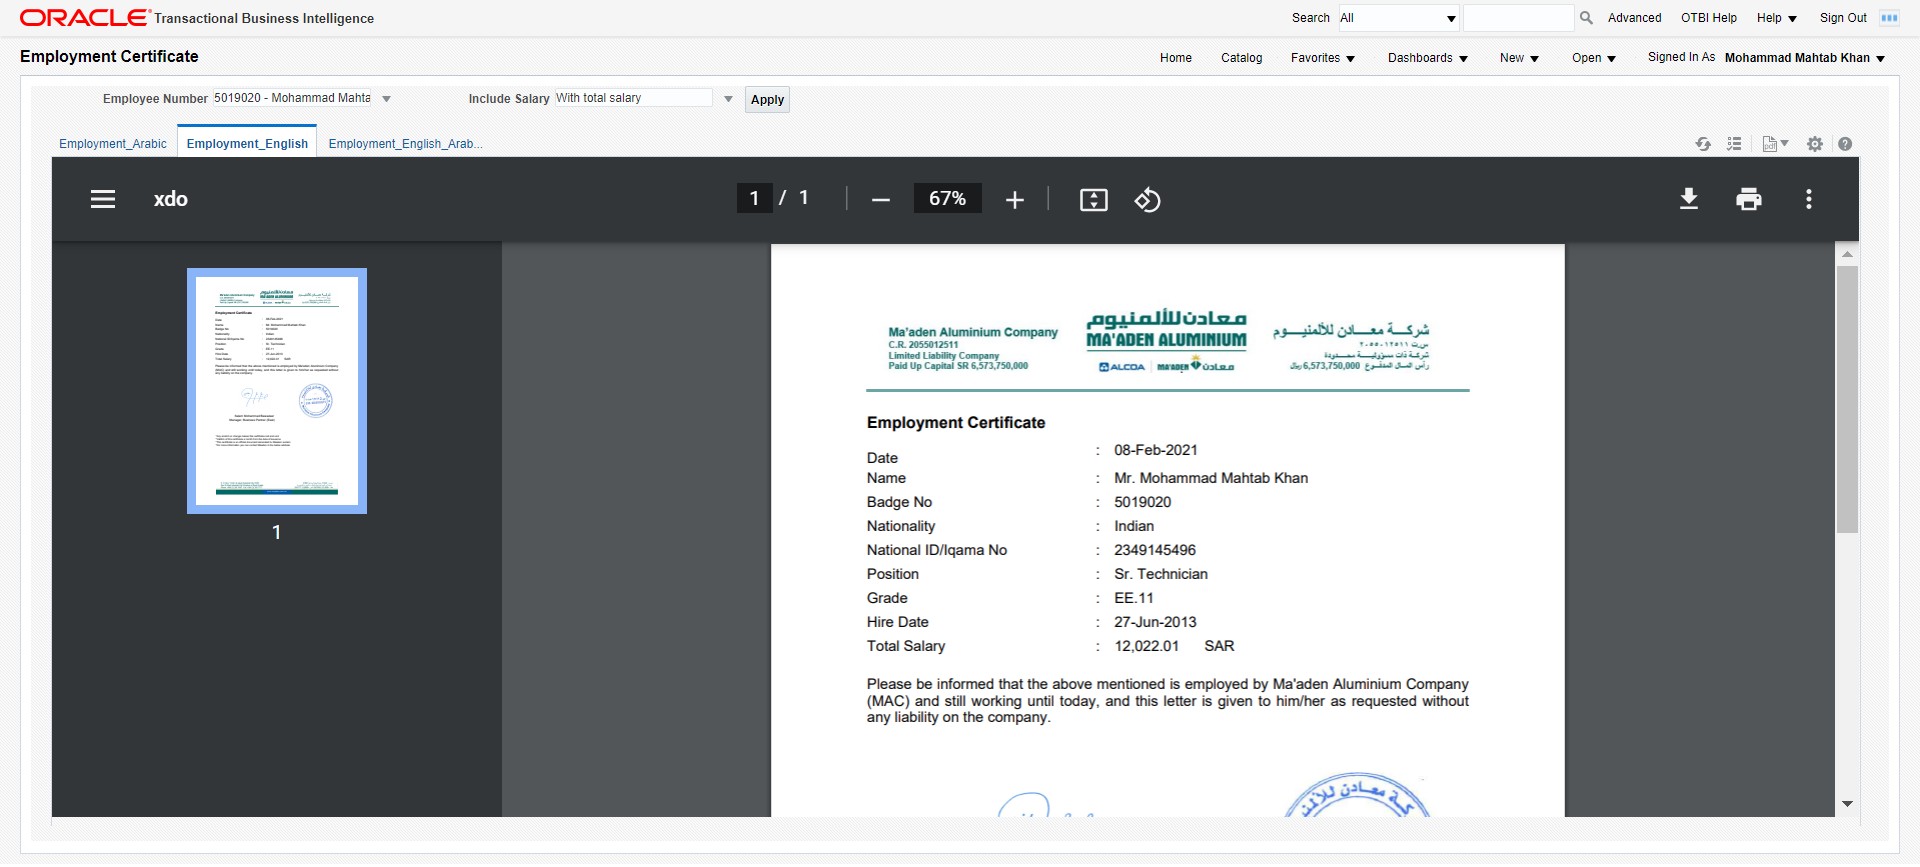 ORACLE Transactional Business Intelligence
Search All Advanced OTBI Help Help Sign Out
Employment Certificate
Home Catalog Favorites Dashboards New Open Signed In As Mohammad Mahtab Khan
Employee Number 5019020 - Mohammad Mahta Include Salary With total salary Apply
Employment_Arabic Employment_English Employment_English_Arab...
xdo 1 / 1 67%
1
Ma'aden Aluminium Company
C.R. 2055012511
Limited Liability Company
Paid Up Capital SR 6,573,750,000
معادن للألمنيوم
MA'ADEN ALUMINIUM
ALCOA MA'ADEN معادن
شركة معادن للألمنيوم
س.ت ٢٠٥٥٠١٢٥١١
شركة ذات مسؤولية محدودة
رأس المال المدفوع 6,573,750,000 ريال
Employment Certificate
Date : 08-Feb-2021
Name : Mr. Mohammad Mahtab Khan
Badge No : 5019020
Nationality : Indian
National ID/Iqama No : 2349145496
Position : Sr. Technician
Grade : EE.11
Hire Date : 27-Jun-2013
Total Salary : 12,022.01 SAR
Please be informed that the above mentioned is employed by Ma'aden Aluminium Company
(MAC) and still working until today, and this letter is given to him/her as requested without
any liability on the company.